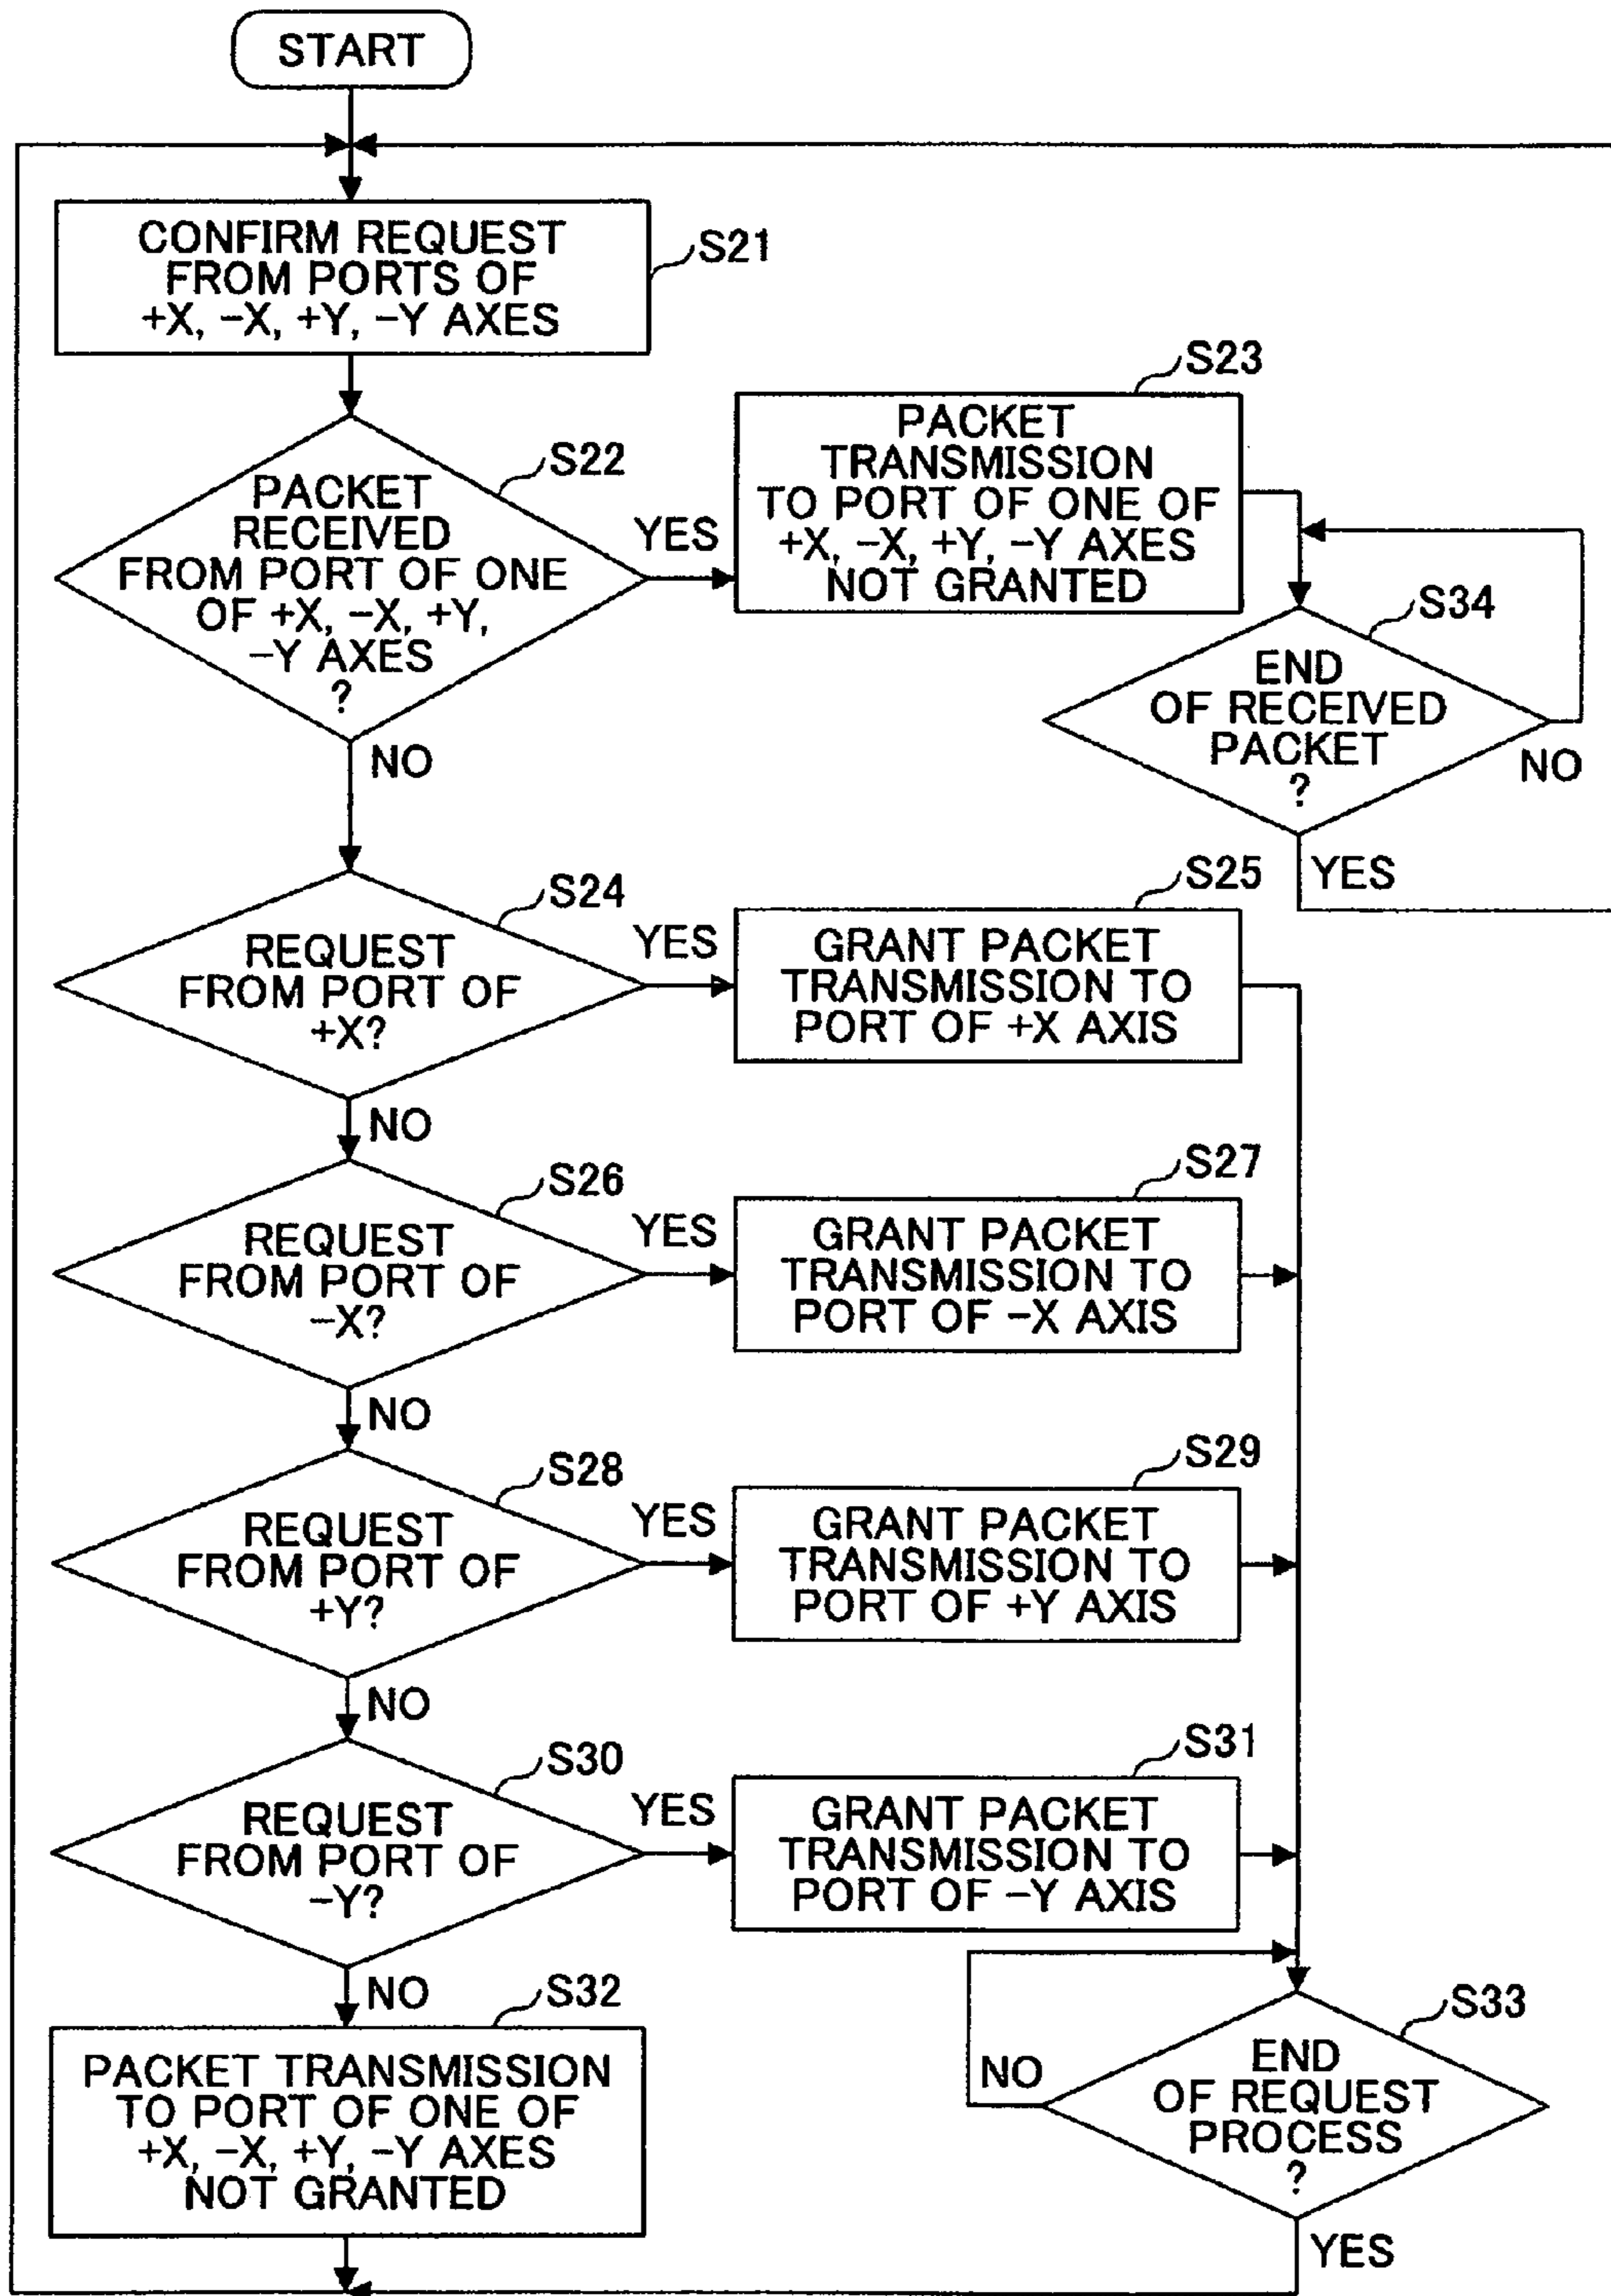 START
CONFIRM REQUEST
FROM PORTS OF
+X, −X, +Y, −Y AXES
S21
PACKET
RECEIVED
FROM PORT OF ONE
OF +X, −X, +Y,
−Y AXES
?
S22
YES
NO
PACKET
TRANSMISSION
TO PORT OF ONE OF
+X, −X, +Y, −Y AXES
NOT GRANTED
S23
END
OF RECEIVED
PACKET
?
S34
NO
YES
REQUEST
FROM PORT OF
+X?
S24
YES
NO
GRANT PACKET
TRANSMISSION TO
PORT OF +X AXIS
S25
REQUEST
FROM PORT OF
−X?
S26
YES
NO
GRANT PACKET
TRANSMISSION TO
PORT OF −X AXIS
S27
REQUEST
FROM PORT OF
+Y?
S28
YES
NO
GRANT PACKET
TRANSMISSION TO
PORT OF +Y AXIS
S29
REQUEST
FROM PORT OF
−Y?
S30
YES
NO
GRANT PACKET
TRANSMISSION TO
PORT OF −Y AXIS
S31
PACKET TRANSMISSION
TO PORT OF ONE OF
+X, −X, +Y, −Y AXES
NOT GRANTED
S32
END
OF REQUEST
PROCESS
?
S33
NO
YES